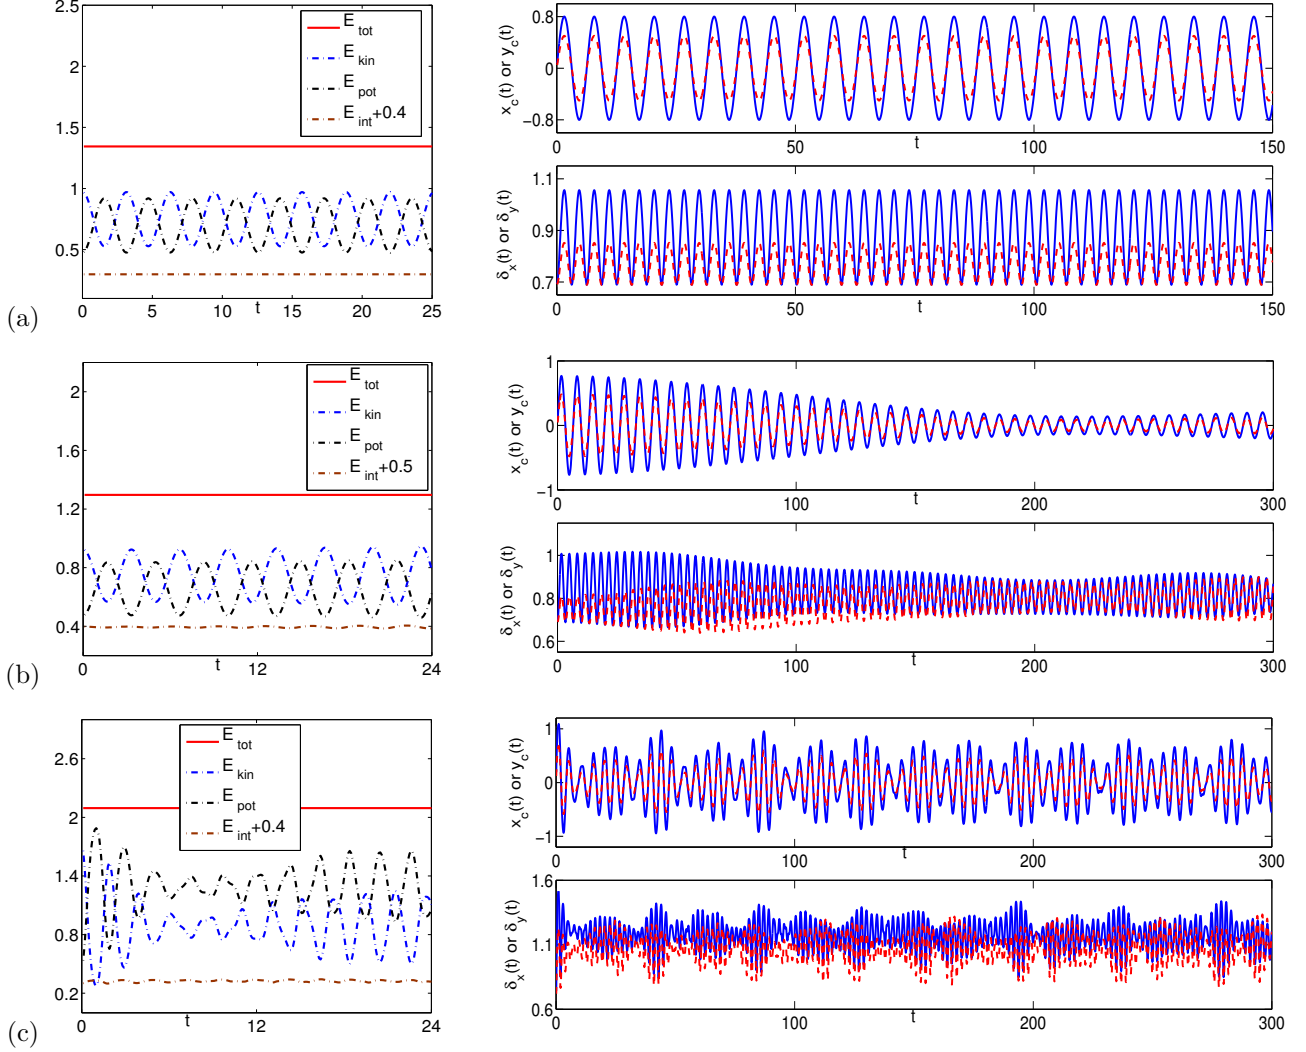 2.5
2
1.5
1
0.5
0
5
10
15
20
25
t
E tot
E kin
E pot
E int+0.4
(a)
0.8
0
−0.8
x_c(t) or y_c(t)
0
50
100
150
t
1.1
0.9
0.7
δ_x(t) or δ_y(t)
0
50
100
150
2
1.6
1.2
0.8
0.4
0
12
24
t
E tot
E kin
E pot
E int+0.5
(b)
1
0
−1
x_c(t) or y_c(t)
0
100
200
300
t
1
0.8
0.6
δ_x(t) or δ_y(t)
0
100
200
300
t
2.6
2
1.4
0.8
0.2
0
12
24
t
E tot
E kin
E pot
E int+0.4
(c)
1
0
−1
x_c(t) or y_c(t)
0
100
200
300
t
1.6
1.1
0.6
δ_x(t) or δ_y(t)
0
100
200
300
t